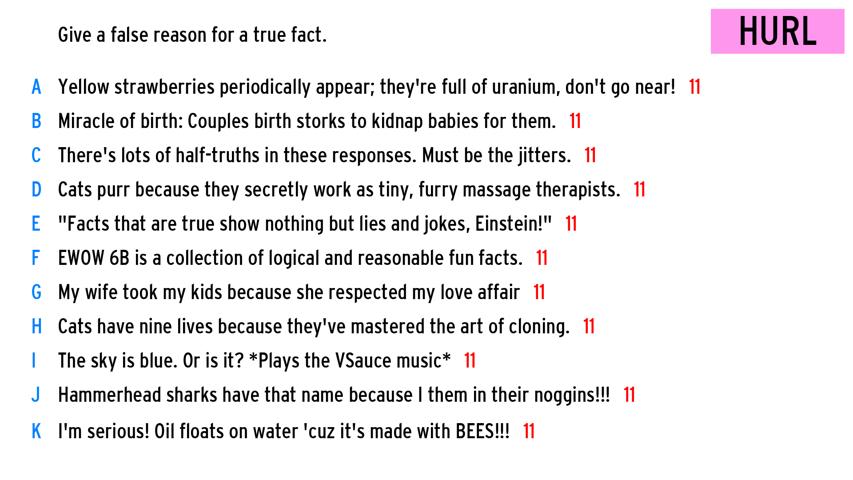 Give a false reason for a true fact.
HURL
A Yellow strawberries periodically appear; they're full of uranium, don't go near! 11
B Miracle of birth: Couples birth storks to kidnap babies for them. 11
C There's lots of half-truths in these responses. Must be the jitters. 11
D Cats purr because they secretly work as tiny, furry massage therapists. 11
E "Facts that are true show nothing but lies and jokes, Einstein!" 11
F EWOW 6B is a collection of logical and reasonable fun facts. 11
G My wife took my kids because she respected my love affair 11
H Cats have nine lives because they've mastered the art of cloning. 11
I The sky is blue. Or is it? *Plays the VSauce music* 11
J Hammerhead sharks have that name because I them in their noggins!!! 11
K I'm serious! Oil floats on water 'cuz it's made with BEES!!! 11